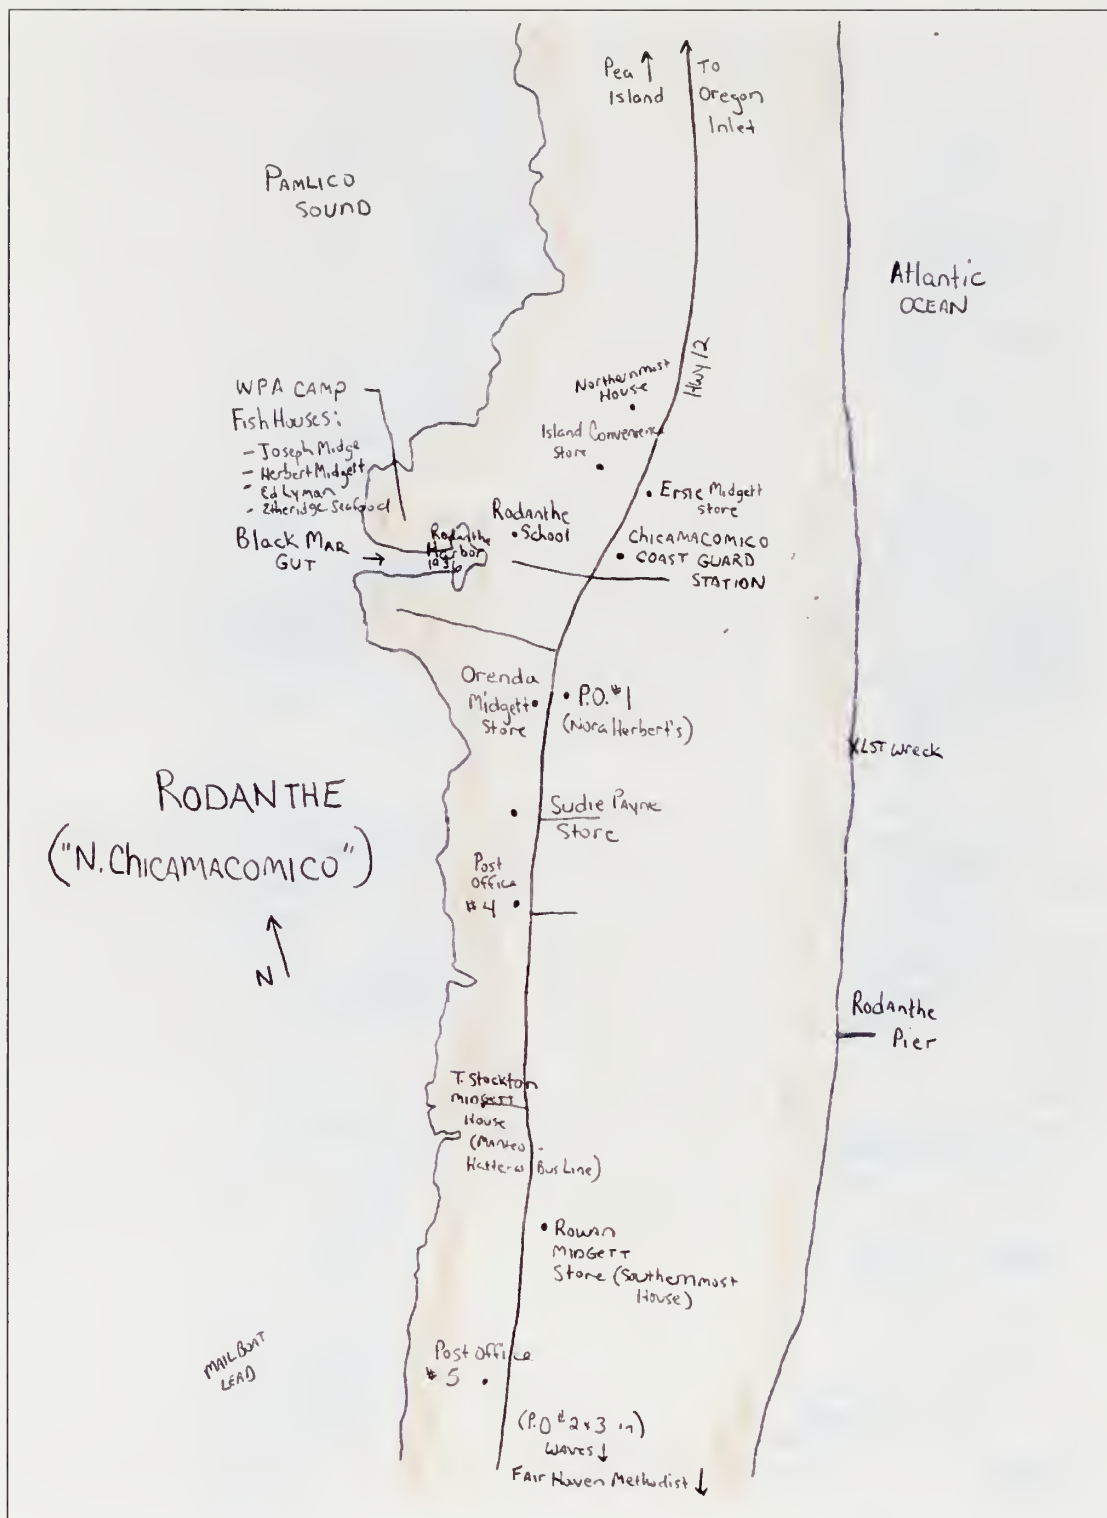 Pea
Island
TO
Oregon
Inlet
PAMLICO
SOUND
Atlantic
OCEAN
Hwy 12
Northernmost
House
WPA CAMP
Fish Houses:
- Joseph Midge
- Herbert Midgett
- Ed Lyman
- Etheridge Seafood
Island Convenience
Store
Ersie Midgett
Store
Rodanthe
School
Rodanthe
Harbor
1936
CHICAMACOMICO
COAST GUARD
STATION
Black MAR
GUT
Orenda
Midgett
Store
P.O. #1
(Nora Herbert's)
X LST Wreck
RODANTHE
("N. CHICAMACOMICO")
Sudie Payne
Store
Post
Office
#4
N
Rodanthe
Pier
T. Stockton
MIDGETT
House
(Manteo -
Hatteras Bus Line)
Rowan
MIDGETT
Store (Southernmost
House)
MAIL BOAT
LEAD
Post Office
#5
(P.O #2 & 3 in)
WAVES
FAIR Haven Methodist